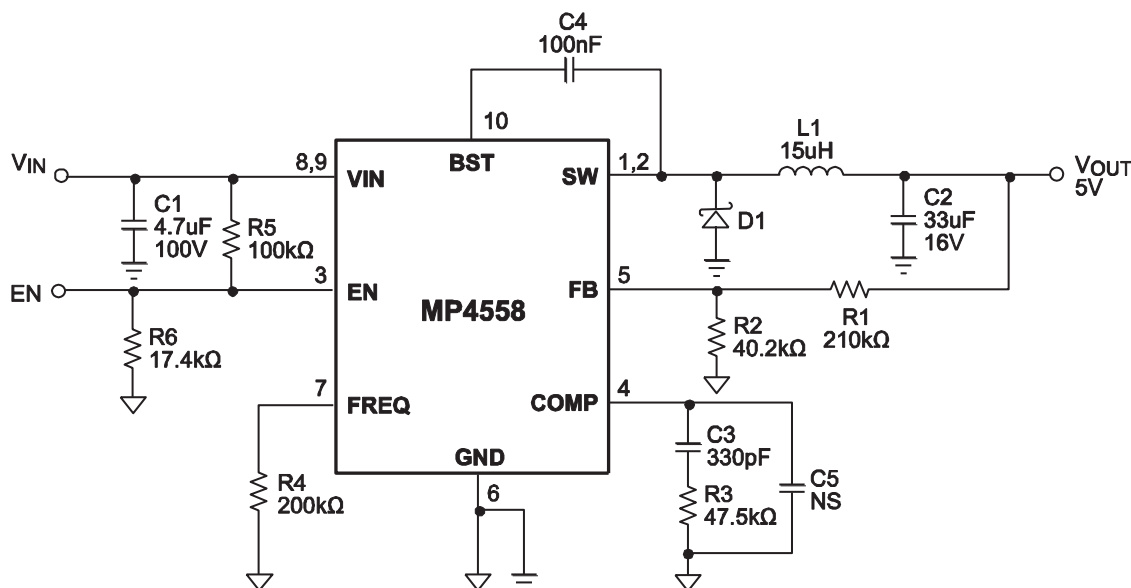 C4
100nF
10
L1
15uH
VIN
8,9
VIN
BST
SW
1,2
VOUT
5V
C1
4.7uF
100V
R5
100kΩ
D1
C2
33uF
16V
EN
3
EN
MP4558
FB
5
R6
17.4kΩ
R2
40.2kΩ
R1
210kΩ
7
FREQ
COMP
4
GND
C3
330pF
R4
200kΩ
6
R3
47.5kΩ
C5
NS